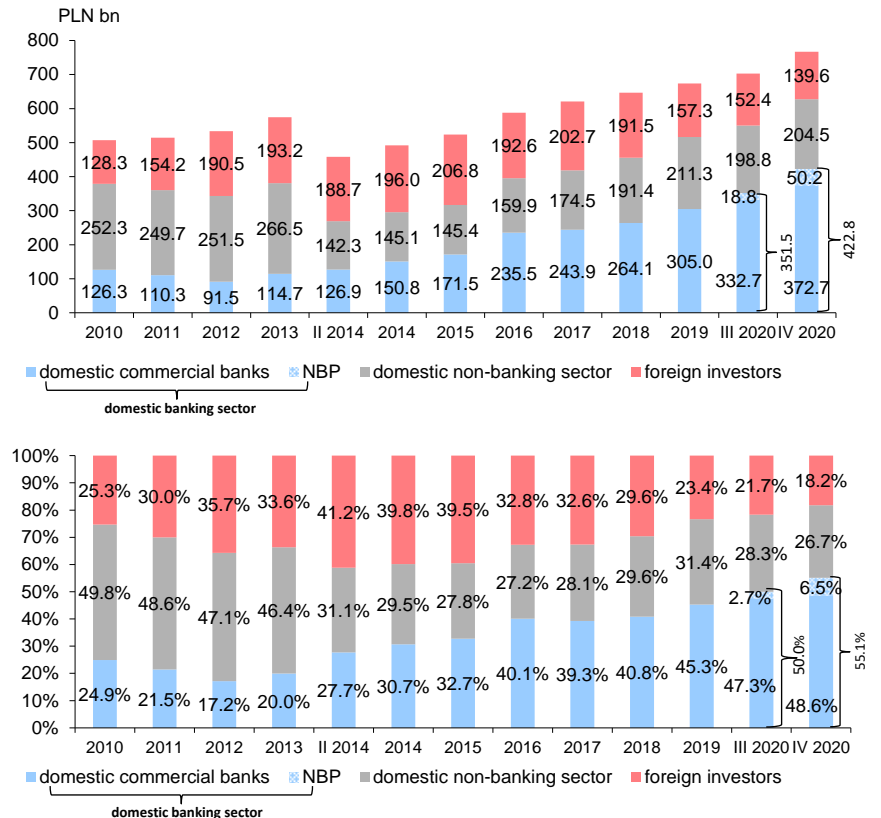 PLN bn
800
700
600
500
400
300
200
100
0
128.3 154.2 190.5 193.2 188.7 196.0 206.8 192.6 202.7 191.5 157.3 152.4 139.6
252.3 249.7 251.5 266.5 142.3 145.1 145.4 159.9 174.5 191.4 211.3 198.8 204.5
18.8 50.2
126.3 110.3 91.5 114.7 126.9 150.8 171.5 235.5 243.9 264.1 305.0 332.7 372.7
351.5
422.8
2010 2011 2012 2013 II 2014 2014 2015 2016 2017 2018 2019 III 2020 IV 2020
domestic commercial banks NBP domestic non-banking sector foreign investors
domestic banking sector
100%
90%
80%
70%
60%
50%
40%
30%
20%
10%
0%
25.3% 30.0% 35.7% 33.6% 41.2% 39.8% 39.5% 32.8% 32.6% 29.6% 23.4% 21.7% 18.2%
49.8% 48.6% 47.1% 46.4% 31.1% 29.5% 27.8% 27.2% 28.1% 29.6% 31.4% 28.3% 26.7%
2.7% 6.5%
24.9% 21.5% 17.2% 20.0% 27.7% 30.7% 32.7% 40.1% 39.3% 40.8% 45.3% 47.3% 48.6%
50.0%
55.1%
2010 2011 2012 2013 II 2014 2014 2015 2016 2017 2018 2019 III 2020 IV 2020
domestic commercial banks NBP domestic non-banking sector foreign investors
domestic banking sector